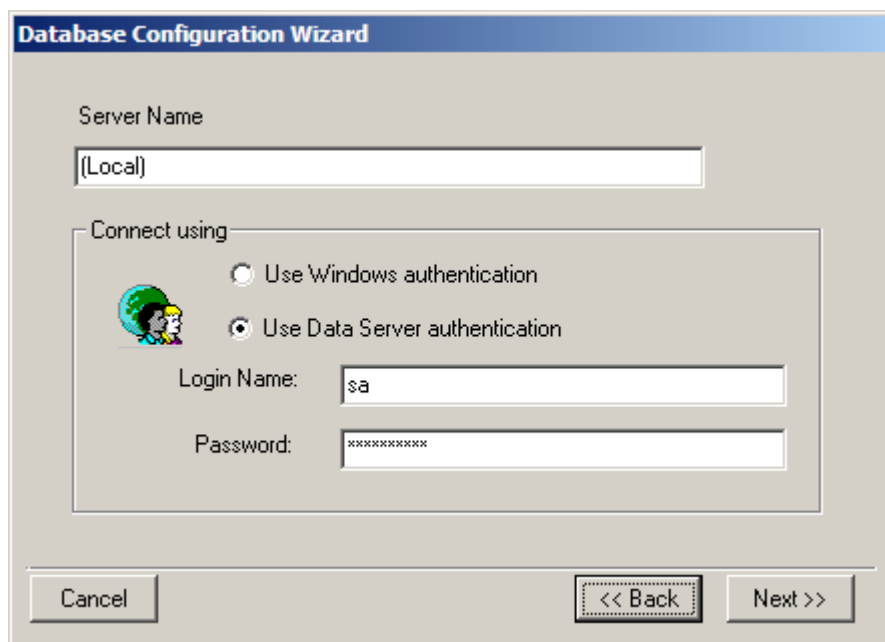 Database Configuration Wizard
Server Name
(Local)
Connect using
Use Windows authentication
Use Data Server authentication
Login Name:
sa
Password:
××××××××××
Cancel
<< Back
Next >>